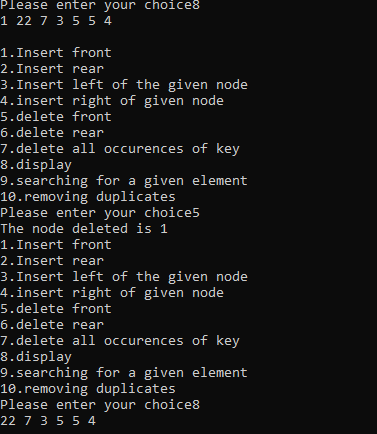 Please enter your choice8
1 22 7 3 5 5 4
1.Insert front
2.Insert rear
3.Insert left of the given node
4.insert right of given node
5.delete front
6.delete rear
7.delete all occurences of key
8.display
9.searching for a given element
10.removing duplicates
Please enter your choice5
The node deleted is 1
1.Insert front
2.Insert rear
3.Insert left of the given node
4.insert right of given node
5.delete front
6.delete rear
7.delete all occurences of key
8.display
9.searching for a given element
10.removing duplicates
Please enter your choice8
22 7 3 5 5 4